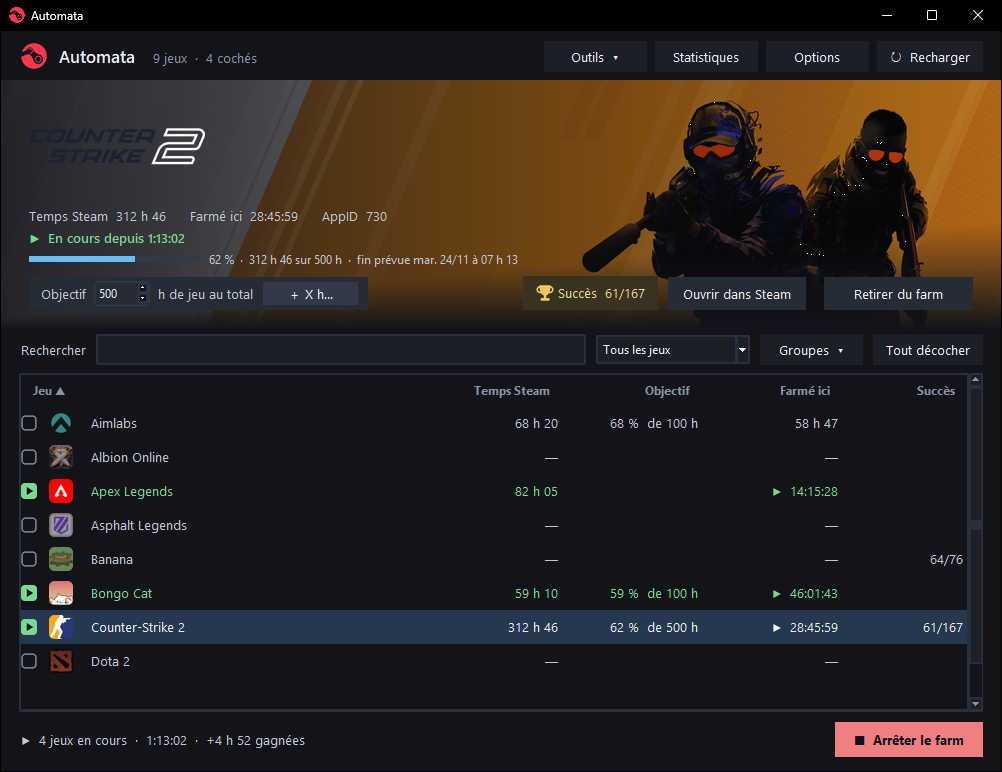 Automata
Automata 9 jeux · 4 cochés Outils ▾ Statistiques Options Recharger
COUNTER
STRIKE 2
Temps Steam 312 h 46 Farmé ici 28:45:59 AppID 730
► En cours depuis 1:13:02
62 % · 312 h 46 sur 500 h · fin prévue mar. 24/11 à 07 h 13
Objectif 500 h de jeu au total + X h... Succès 61/167 Ouvrir dans Steam Retirer du farm
Rechercher Tous les jeux Groupes ▾ Tout décocher
Jeu ▲ Temps Steam Objectif Farmé ici Succès
Aimlabs 68 h 20 68 % de 100 h 58 h 47
Albion Online — —
Apex Legends 82 h 05 ► 14:15:28
Asphalt Legends — —
Banana — — 64/76
Bongo Cat 59 h 10 59 % de 100 h ► 46:01:43
Counter-Strike 2 312 h 46 62 % de 500 h ► 28:45:59 61/167
Dota 2 — —
► 4 jeux en cours · 1:13:02 · +4 h 52 gagnées ■ Arrêter le farm